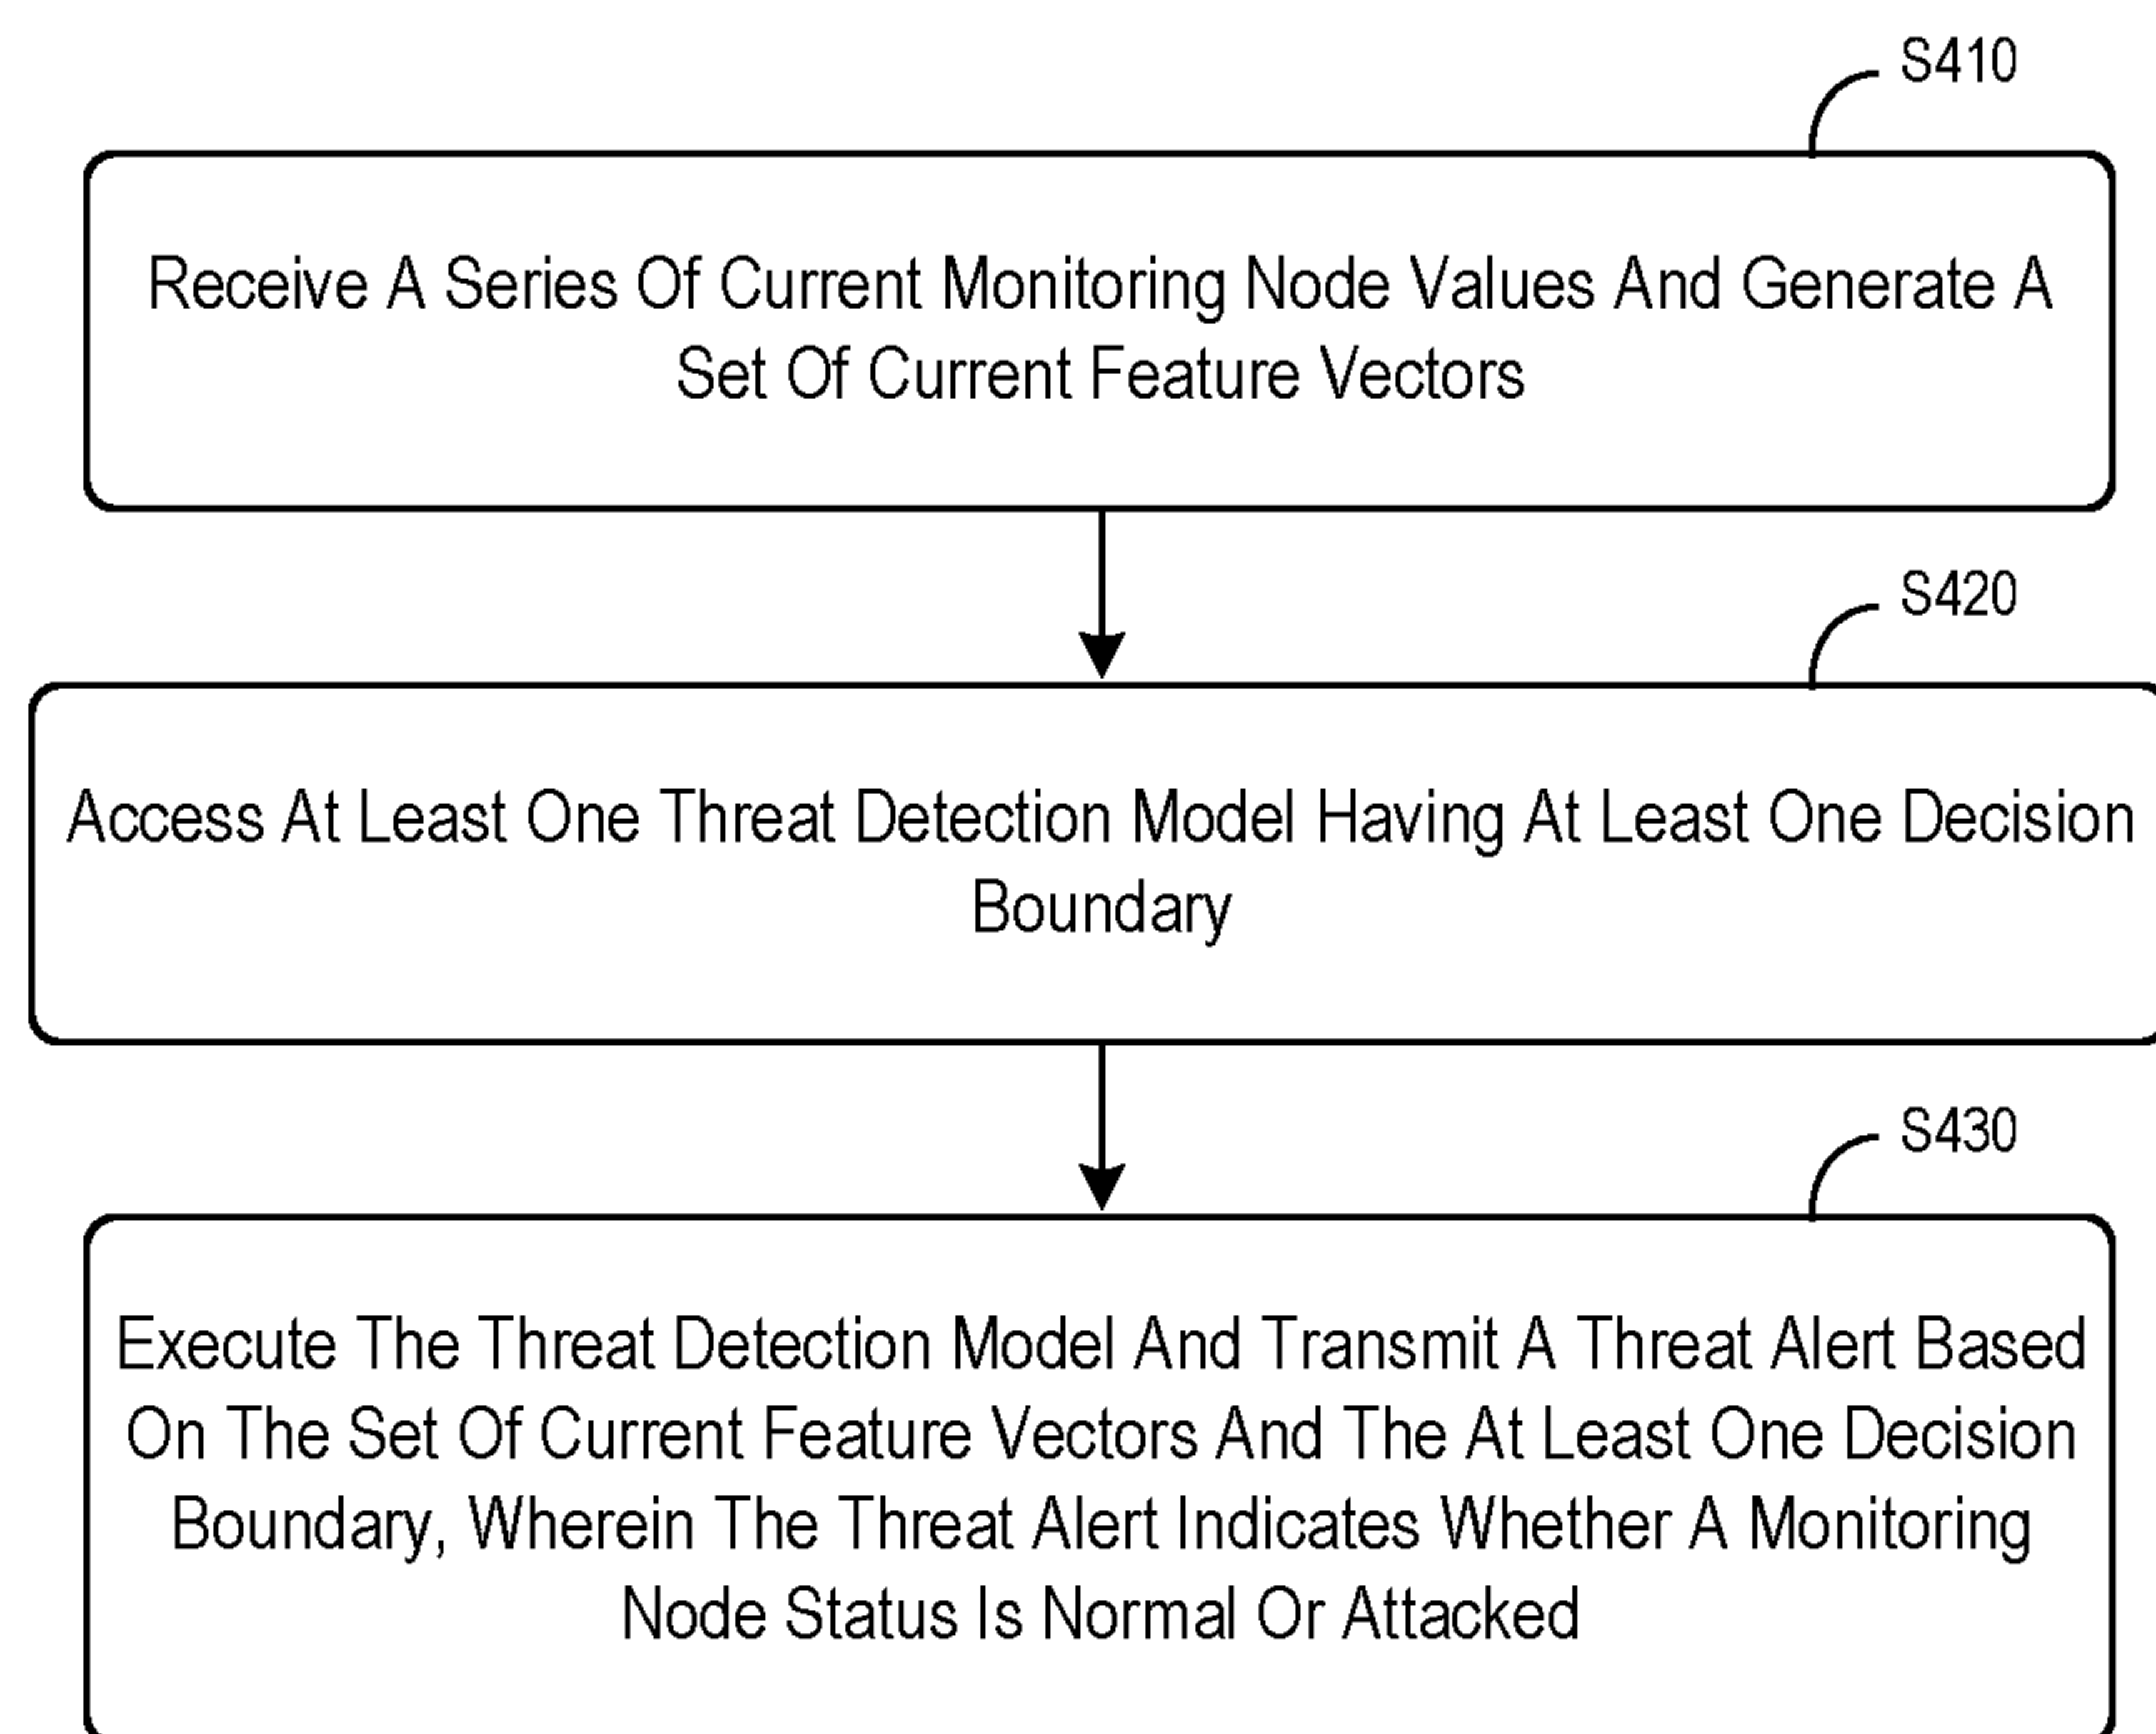 S410
Receive A Series Of Current Monitoring Node Values And Generate A
Set Of Current Feature Vectors
S420
Access At Least One Threat Detection Model Having At Least One Decision
Boundary
S430
Execute The Threat Detection Model And Transmit A Threat Alert Based
On The Set Of Current Feature Vectors And The At Least One Decision
Boundary, Wherein The Threat Alert Indicates Whether A Monitoring
Node Status Is Normal Or Attacked